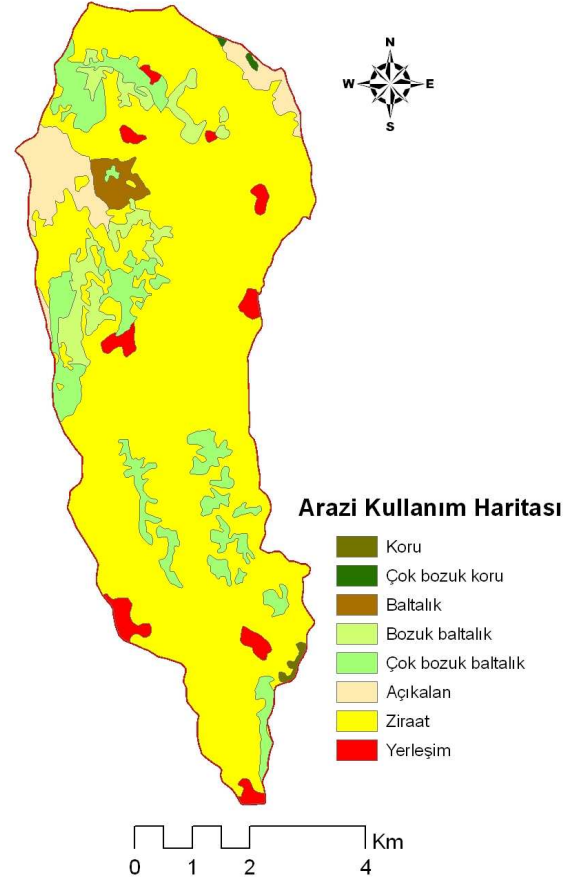 N
W E
S
Arazi Kullanım Haritası
Koru
Çok bozuk koru
Baltalık
Bozuk baltalık
Çok bozuk baltalık
Açıkalan
Ziraat
Yerleşim
Km
0 1 2 4